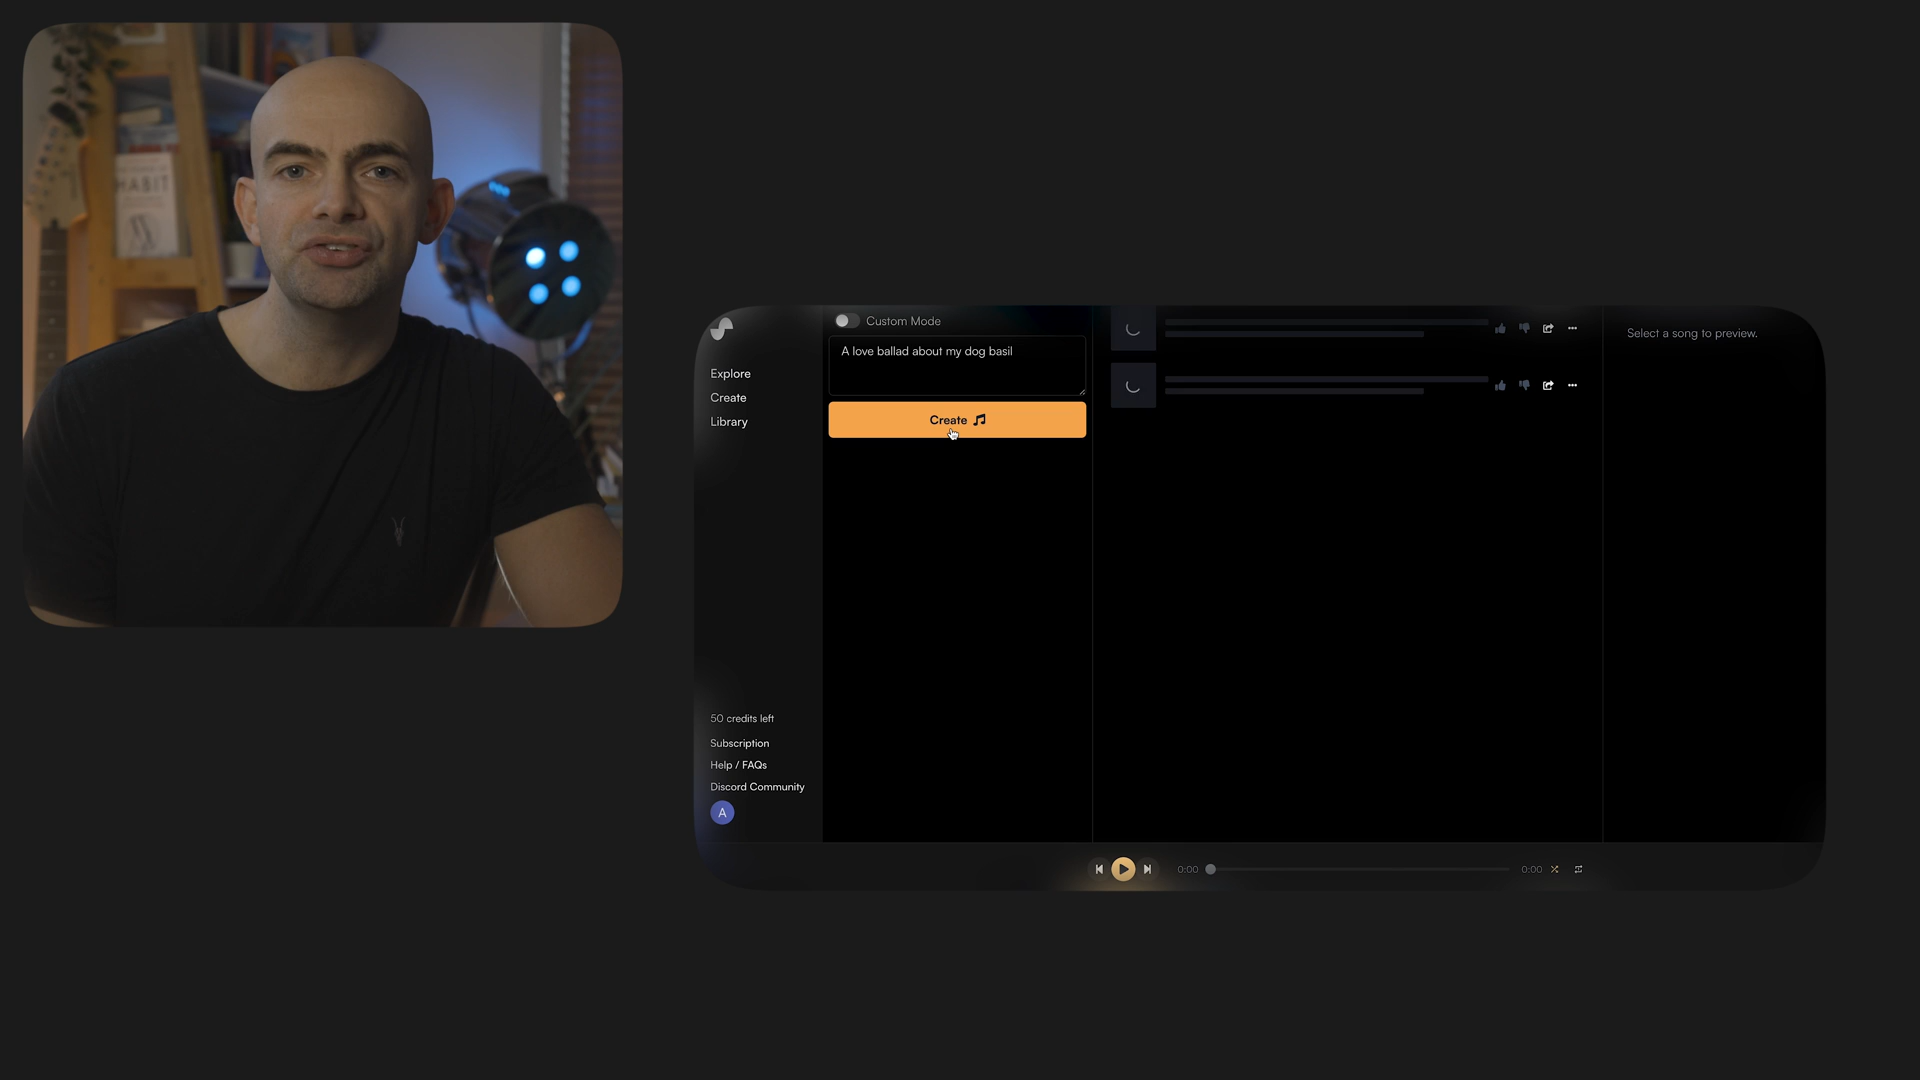 HABIT
Explore
Create
Library
50 credits left
Subscription
Help / FAQs
Discord Community
A
Custom Mode
A love ballad about my dog basil
Create
Select a song to preview.
0:00
0:00